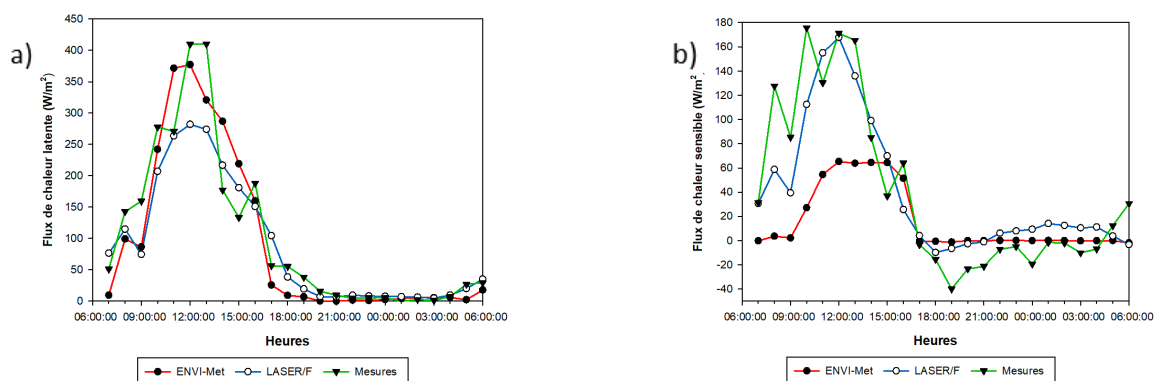 a)
Flux de chaleur latente (W/m²)
450
400
350
300
250
200
150
100
50
0
06:00:00 09:00:00 12:00:00 15:00:00 18:00:00 21:00:00 00:00:00 03:00:00 06:00:00
Heures
ENVI-Met LASER/F Mesures
b)
Flux de chaleur sensible (W/m²)
180
160
140
120
100
80
60
40
20
0
-20
-40
06:00:00 09:00:00 12:00:00 15:00:00 18:00:00 21:00:00 00:00:00 03:00:00 06:00:00
Heures
ENVI-Met LASER/F Mesures